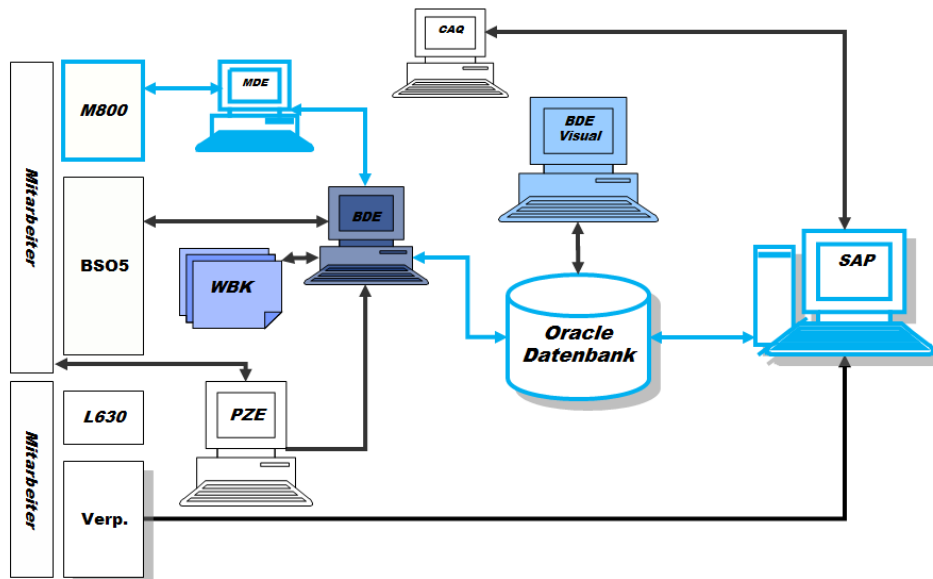 CAQ
MDE
M800
BDE
Visual
Mitarbeiter
BDE
BSO5
WBK
SAP
Oracle
Datenbank
PZE
L630
Mitarbeiter
Verp.